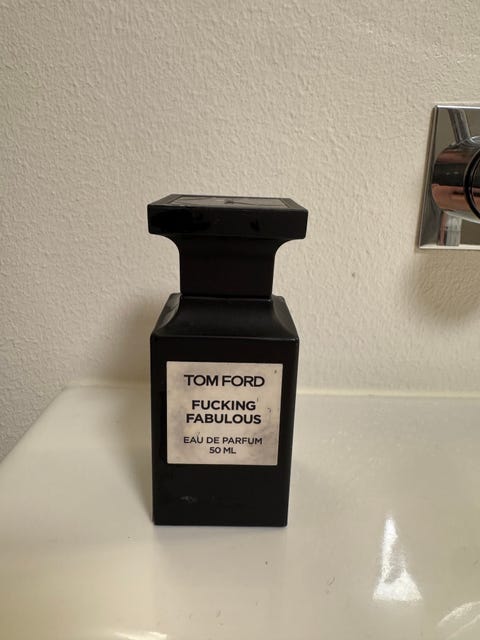 TOM FORD
FUCKING
FABULOUS
EAU DE PARFUM
50 ML